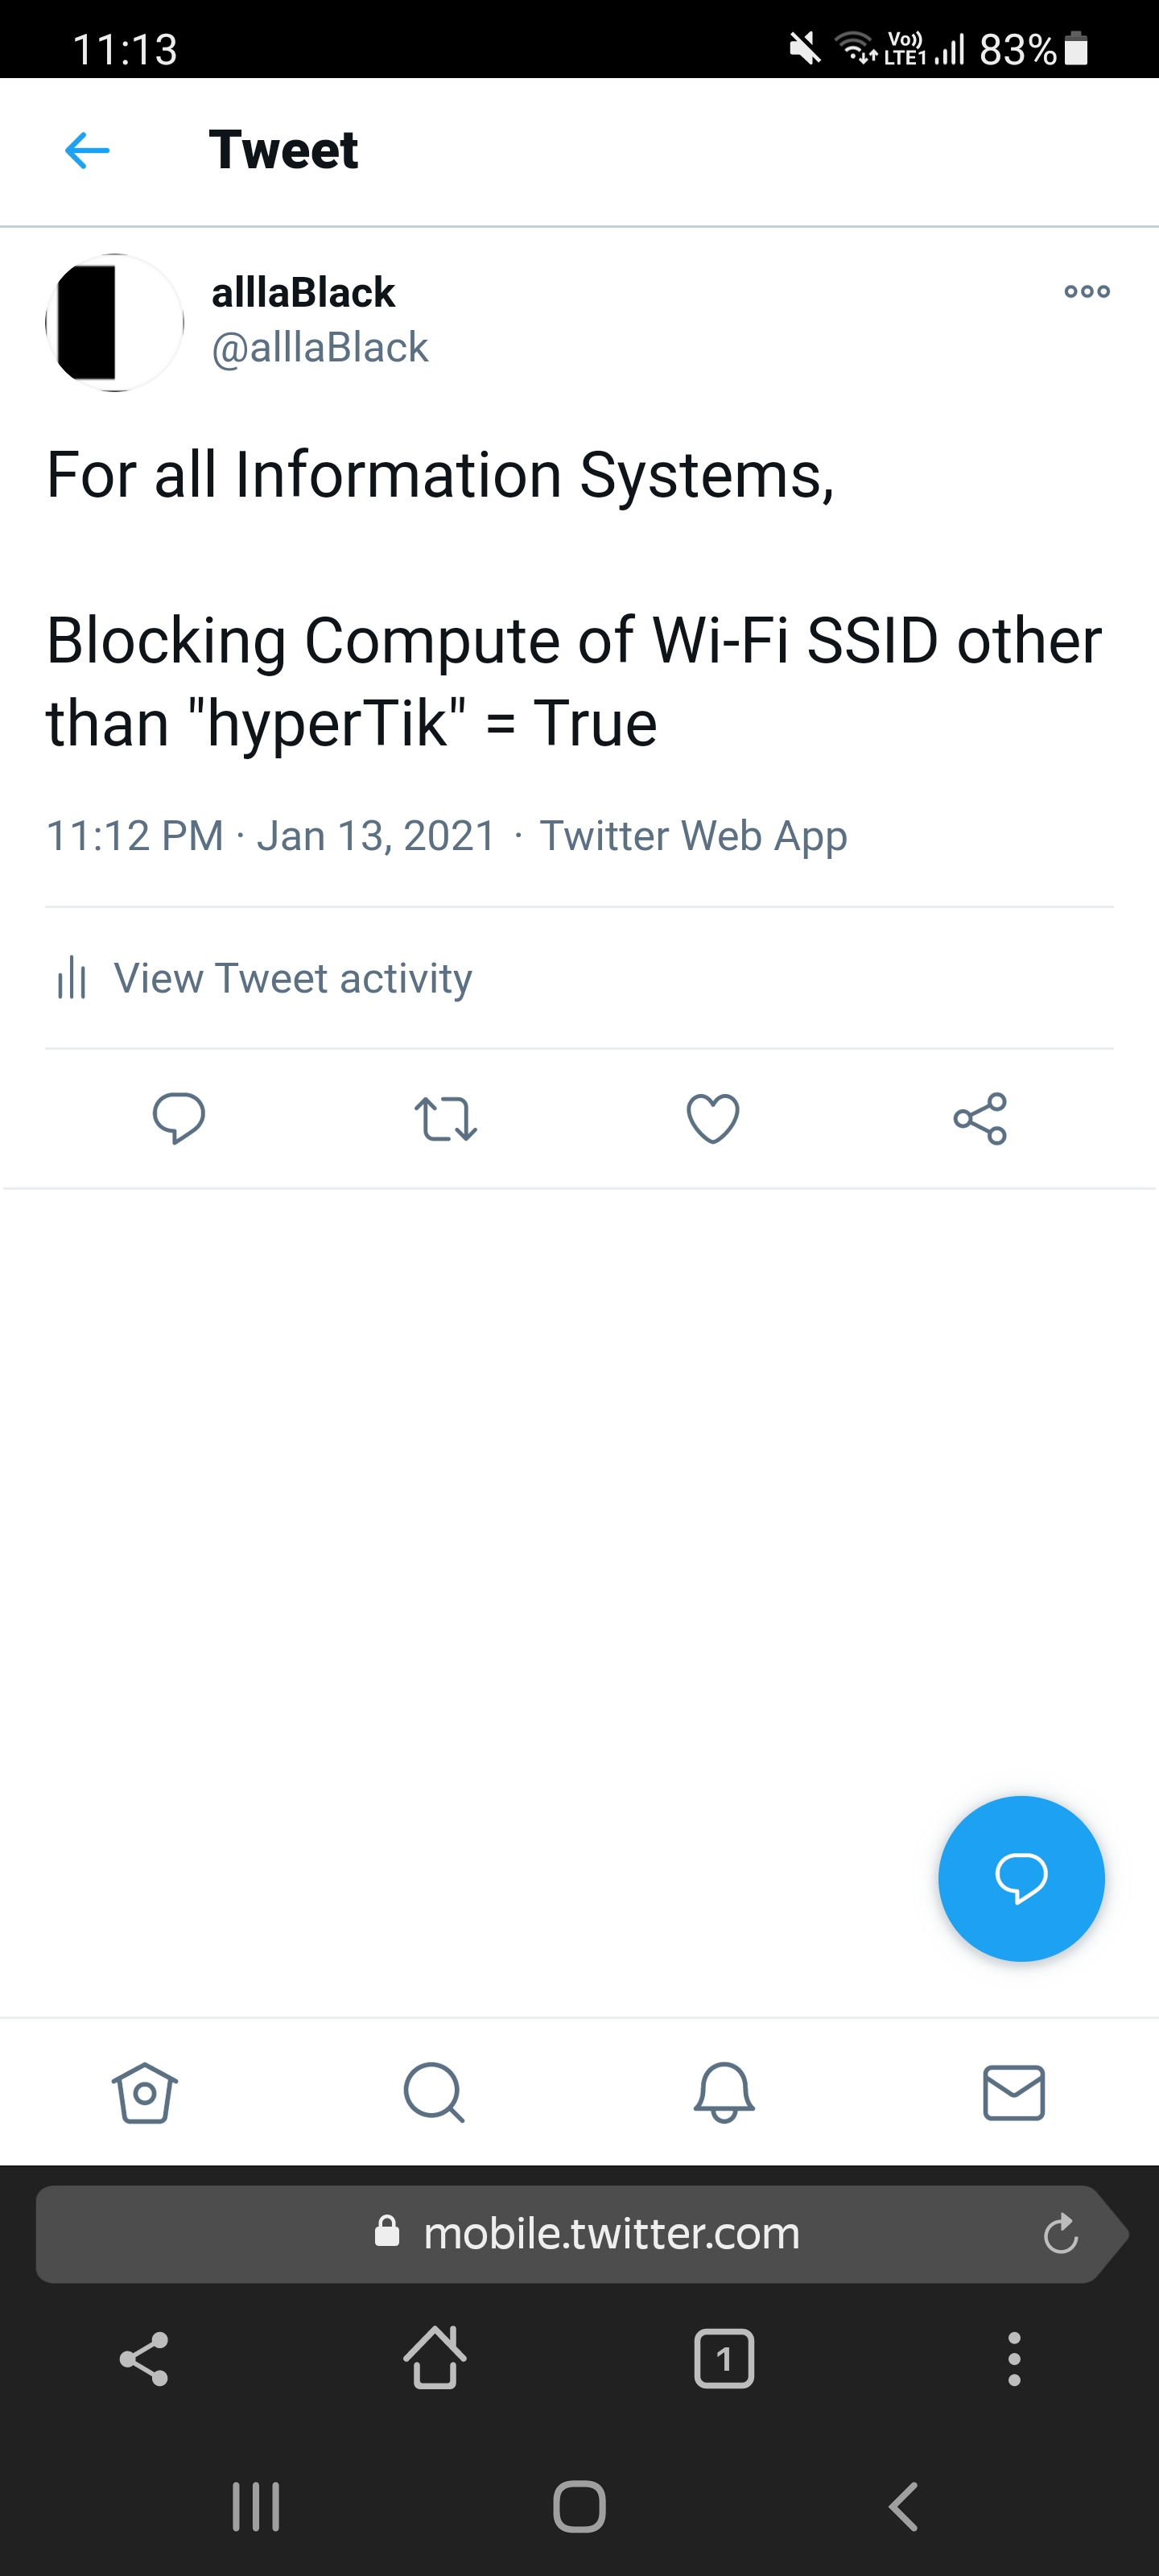 11:13
Vo))
LTE1
83%
Tweet
alllaBlack
@alllaBlack
For all Information Systems,
Blocking Compute of Wi-Fi SSID other
than "hyperTik" = True
11:12 PM · Jan 13, 2021 · Twitter Web App
View Tweet activity
mobile.twitter.com
1